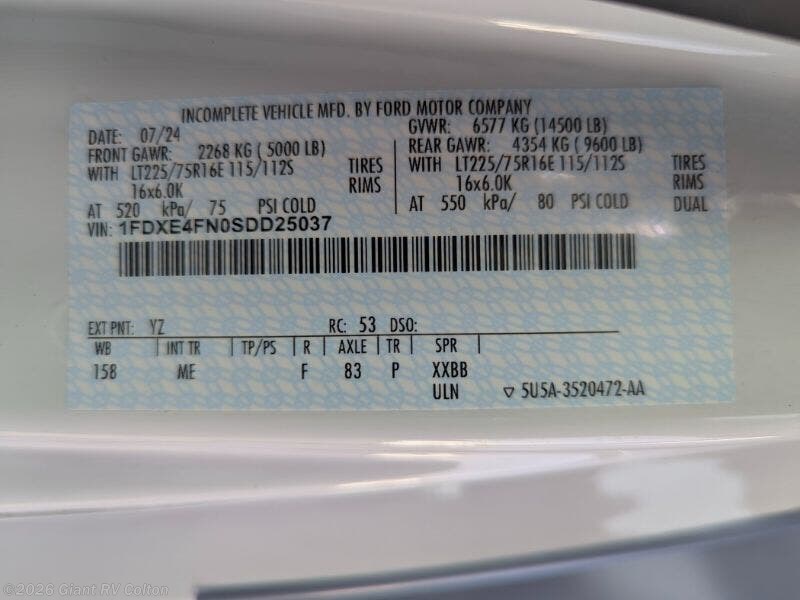 INCOMPLETE VEHICLE MFD. BY FORD MOTOR COMPANY
DATE: 07/24 GVWR: 6577 KG (14500 LB)
FRONT GAWR: 2268 KG ( 5000 LB) REAR GAWR: 4354 KG ( 9600 LB)
WITH LT225/75R16E 115/112S TIRES WITH LT225/75R16E 115/112S TIRES
16x6.0K RIMS 16x6.0K RIMS
AT 520 kPa/ 75 PSI COLD AT 550 kPa/ 80 PSI COLD DUAL
VIN: 1FDXE4FN0SDD25037
EXT PNT: YZ RC: 53 DSO:
WB INT TR TP/PS R AXLE TR SPR
158 ME F 83 P XXBB
ULN ▽ 5U5A-3520472-AA
©2026 Giant RV Colton